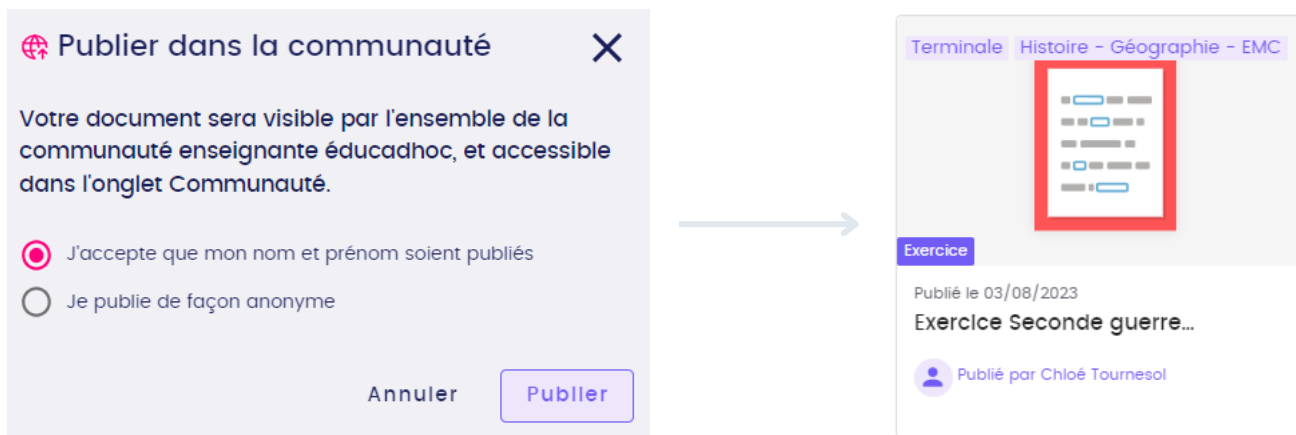 Publier dans la communauté
Votre document sera visible par l'ensemble de la
communauté enseignante éducadhoc, et accessible
dans l'onglet Communauté.
J'accepte que mon nom et prénom soient publiés
Je publie de façon anonyme
Annuler
Publier
Terminale
Histoire - Géographie - EMC
Exercice
Publié le 03/08/2023
Exercice Seconde guerre...
Publié par Chloé Tournesol